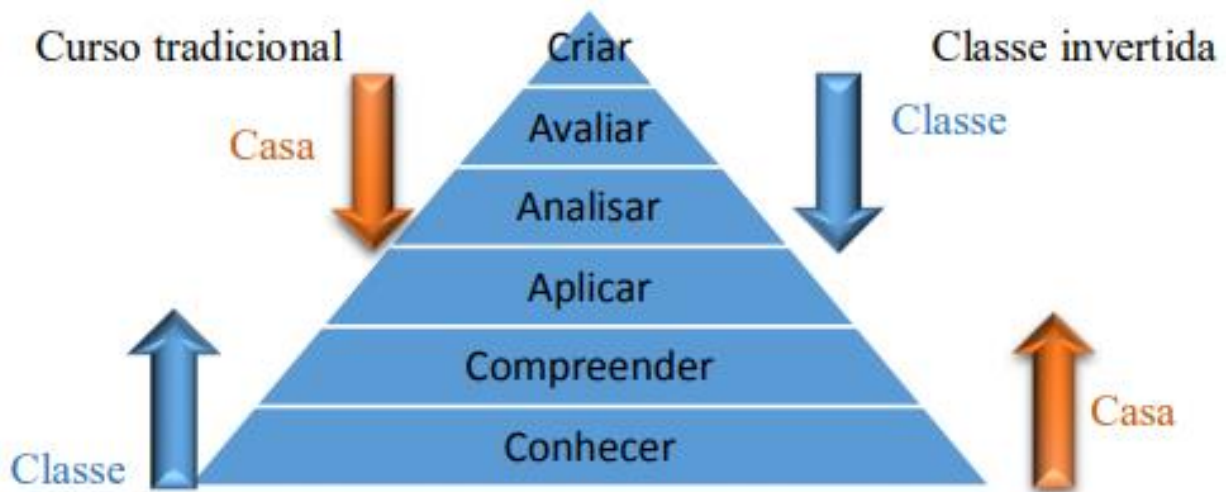 Curso tradicional
Criar
Classe invertida
Casa
Avaliar
Classe
Analisar
Aplicar
Compreender
Casa
Conhecer
Classe